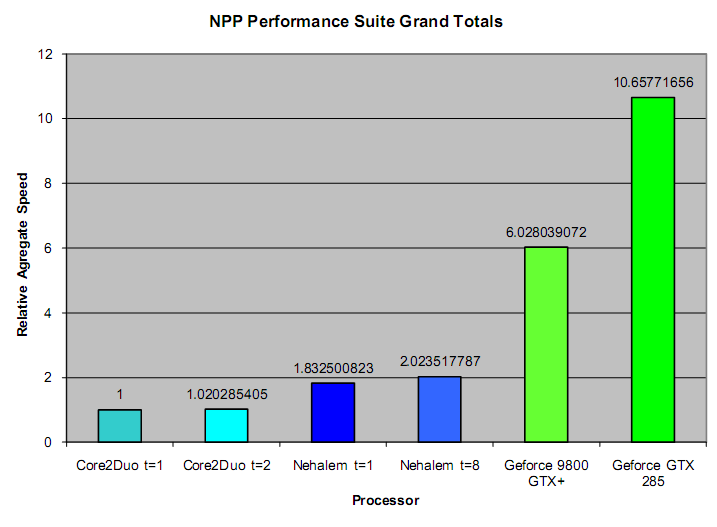 NPP Performance Suite Grand Totals
12
10
8
6
4
2
0
Relative Agregate Speed
1
1.020285405
1.832500823
2.023517787
6.028039072
10.65771656
Core2Duo t=1
Core2Duo t=2
Nehalem t=1
Nehalem t=8
Geforce 9800
GTX+
Geforce GTX
285
Processor